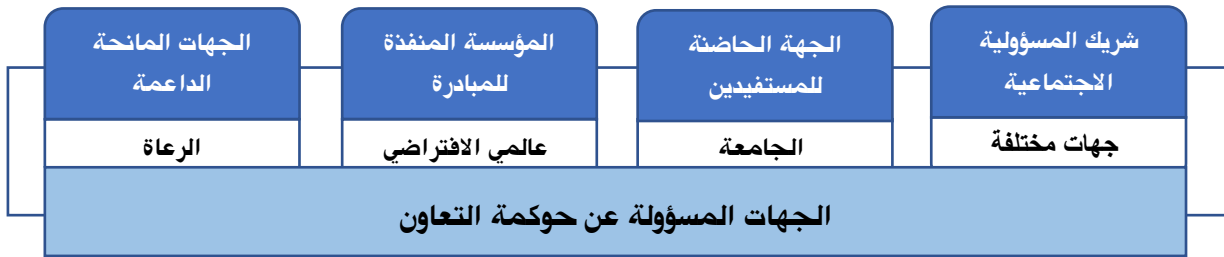 شريك المسؤولية
الاجتماعية
جهات مختلفة
الجهة الحاضنة
للمستفيدين
الجامعة
المؤسسة المنفذة
للمبادرة
عالمي الافتراضي
الجهات المانحة
الداعمة
الرعاة
الجهات المسؤولة عن حوكمة التعاون